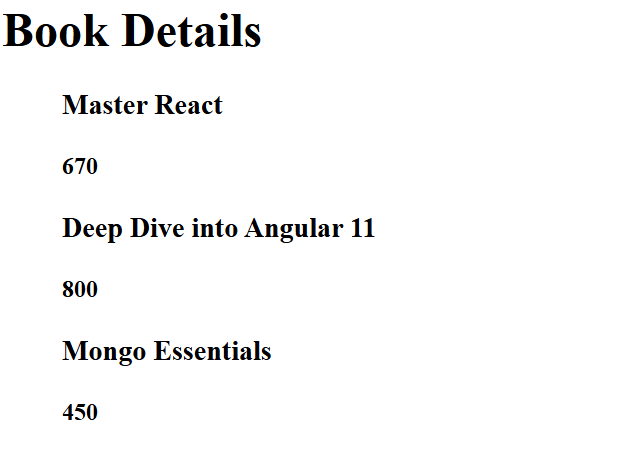 Book Details
Master React
670
Deep Dive into Angular 11
800
Mongo Essentials
450